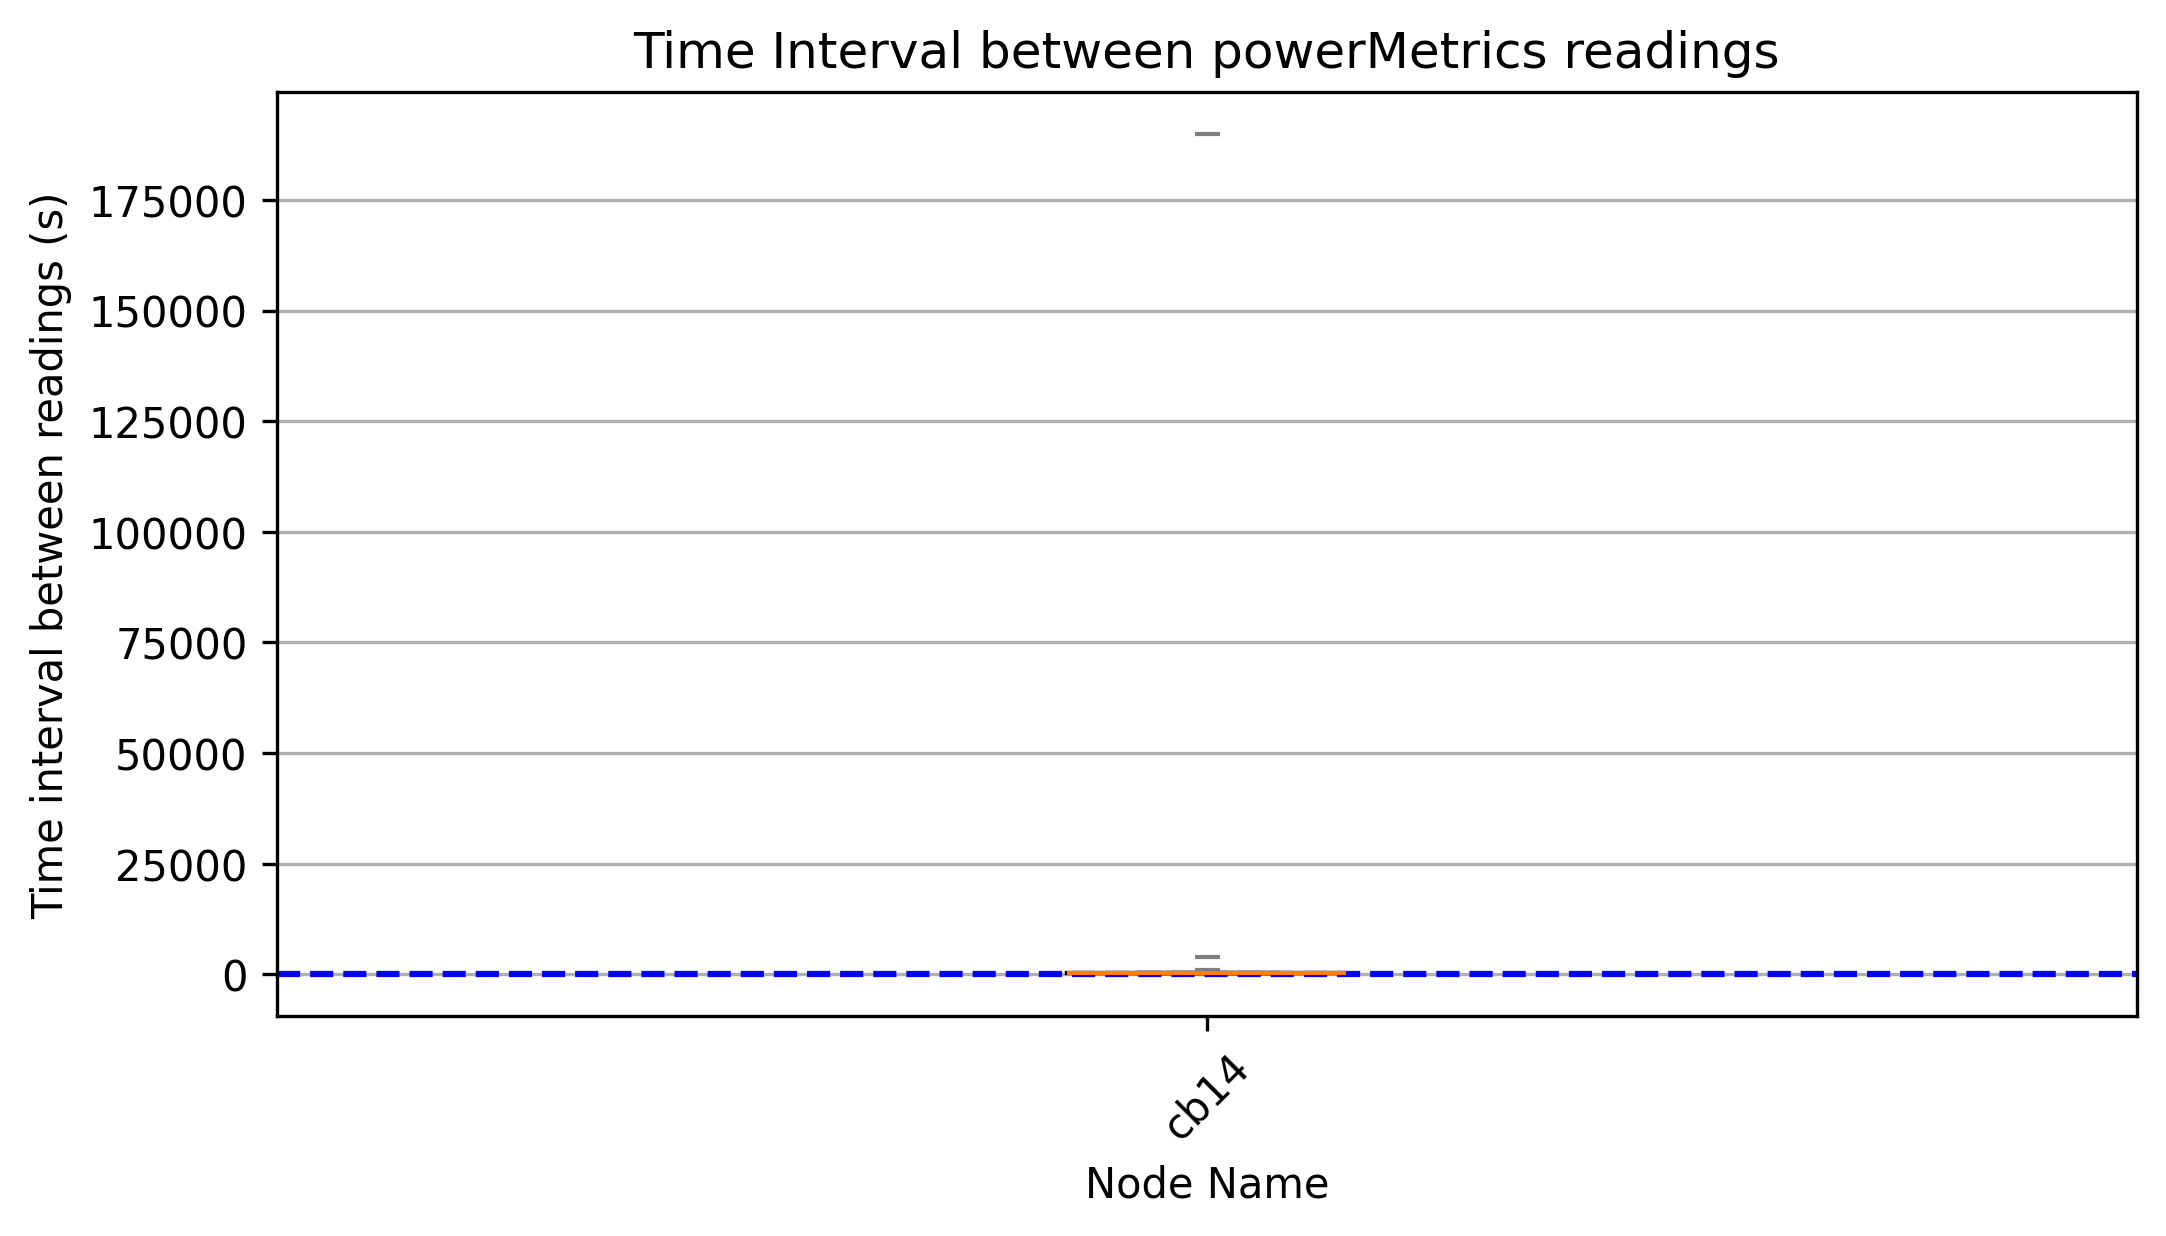 Time Interval between powerMetrics readings
Time interval between readings (s)
175000
150000
125000
100000
75000
50000
25000
0
cb14
Node Name